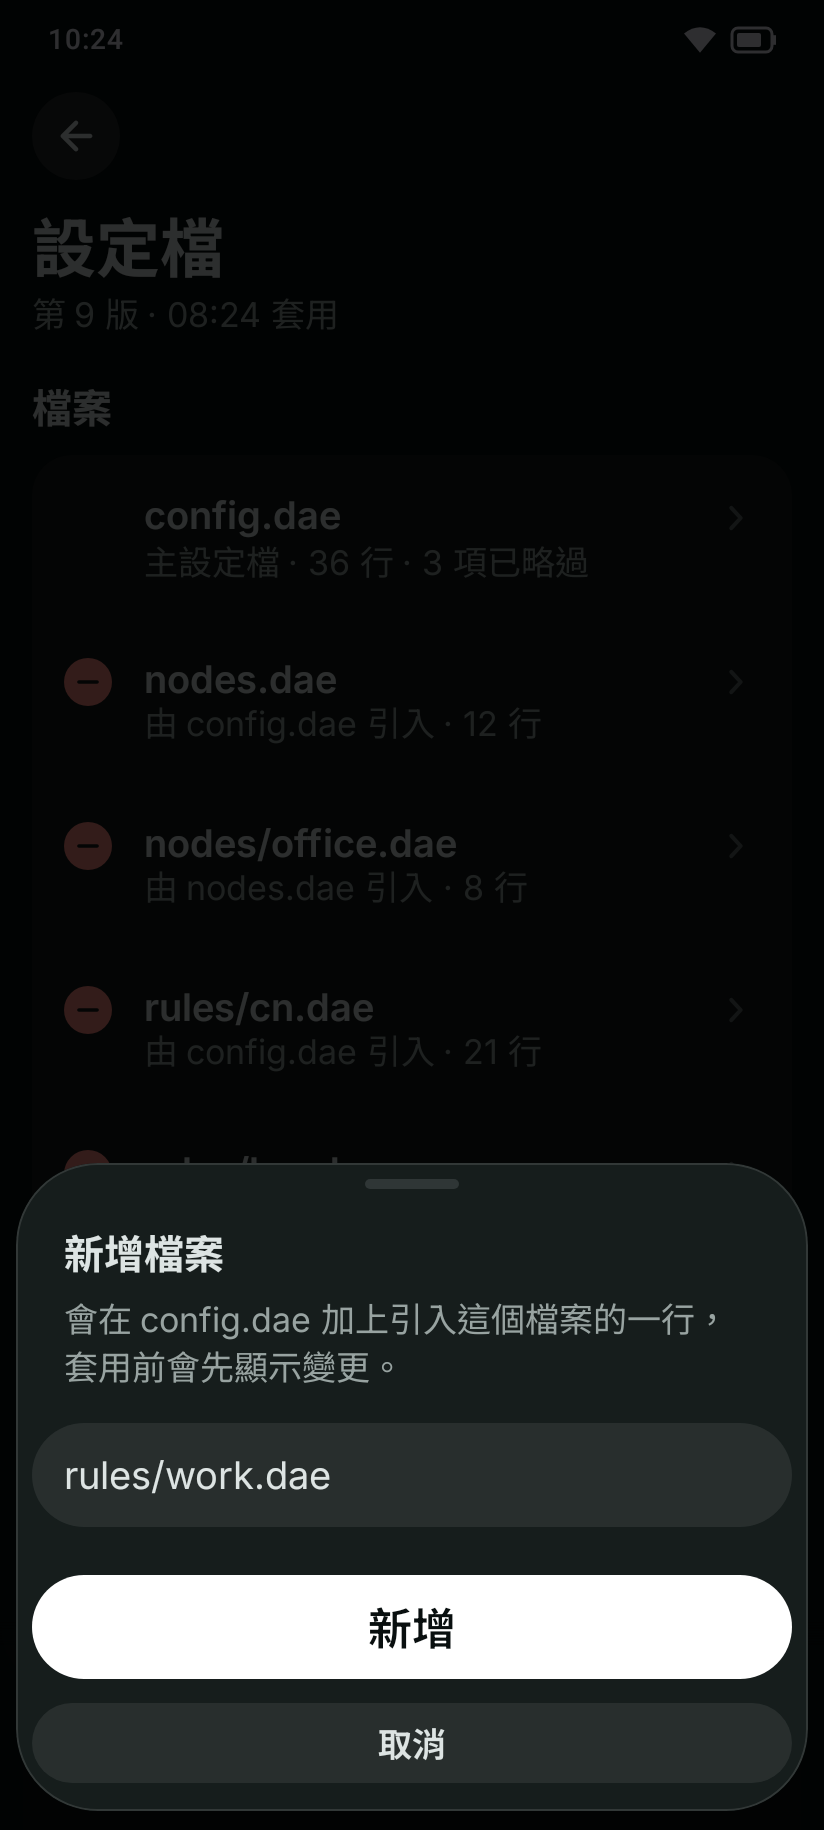 10:24
設定檔
第 9 版 · 08:24 套用
檔案
config.dae
主設定檔 · 36 行 · 3 項已略過
nodes.dae
由 config.dae 引入 · 12 行
nodes/office.dae
由 nodes.dae 引入 · 8 行
rules/cn.dae
由 config.dae 引入 · 21 行
新增檔案
會在 config.dae 加上引入這個檔案的一行，
套用前會先顯示變更。
rules/work.dae
新增
取消